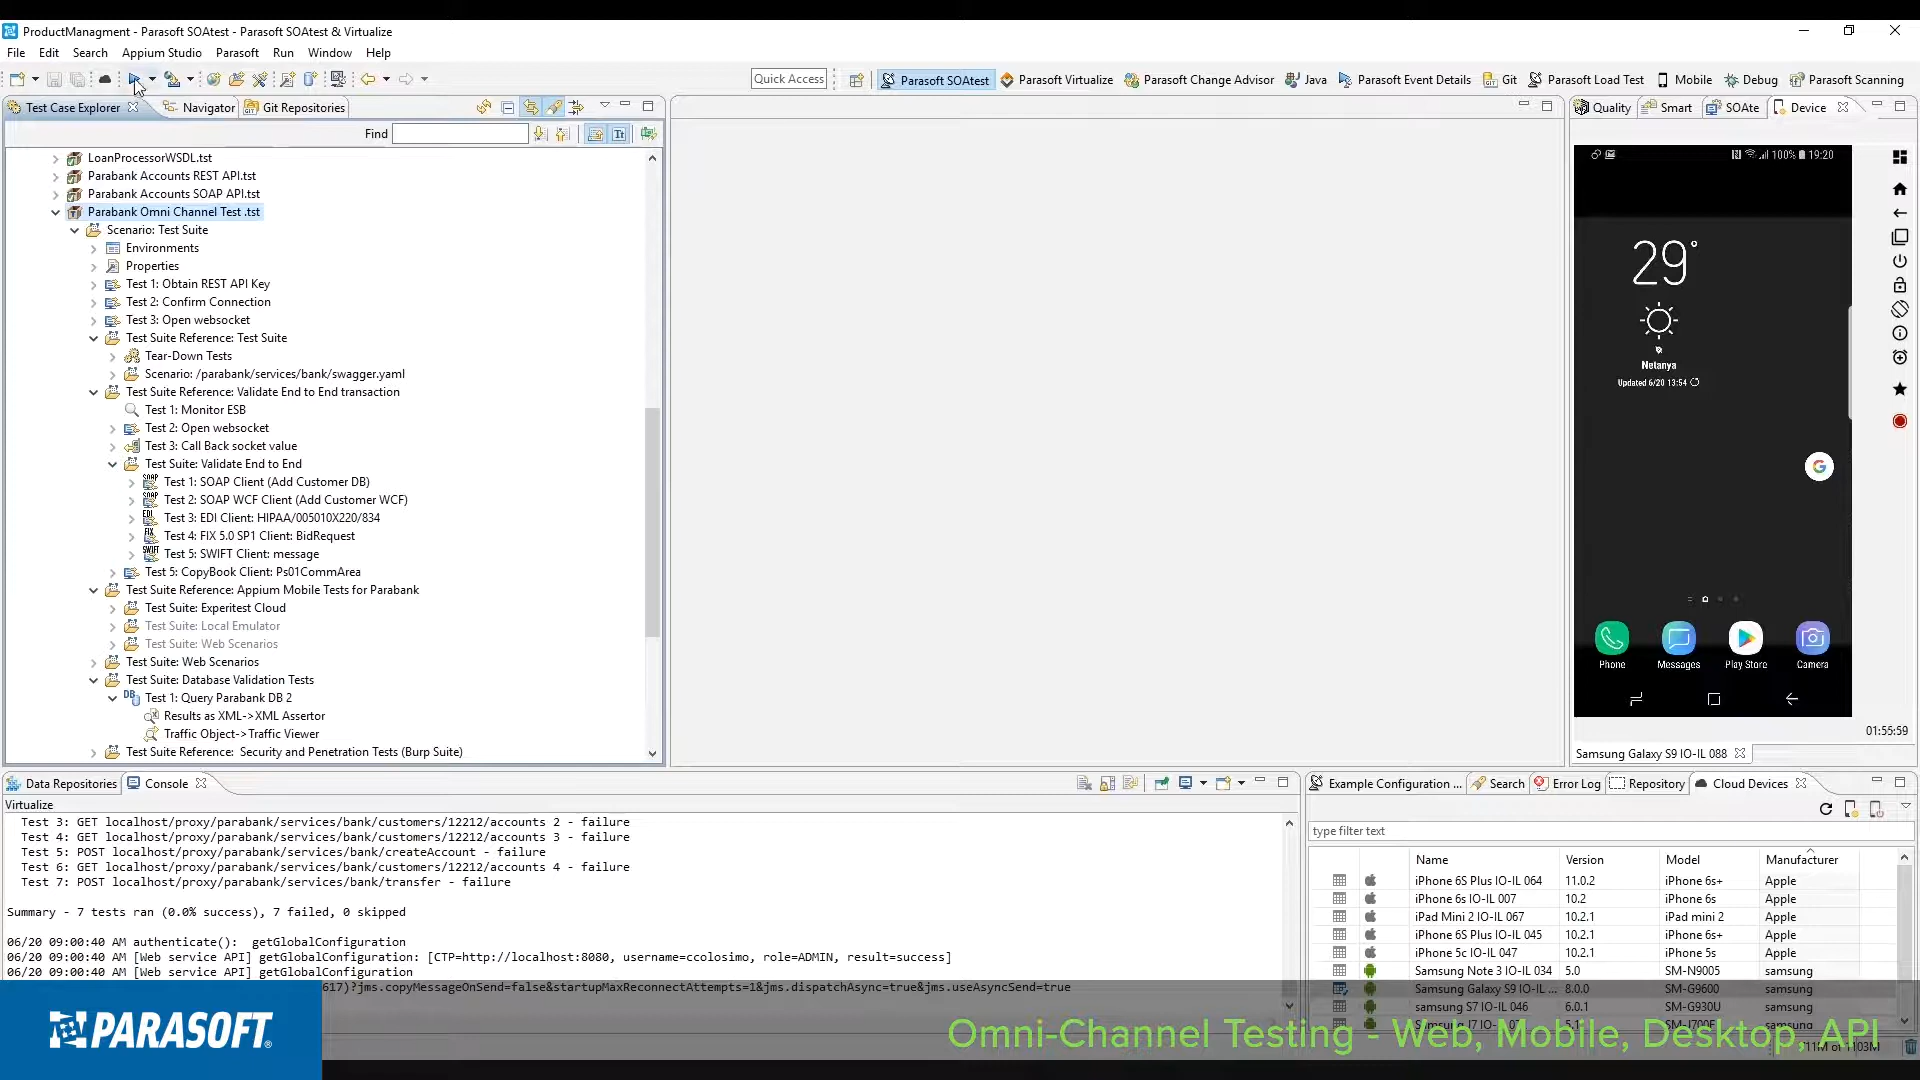 ProductManagment - Parasoft SOAtest - Parasoft SOAtest & Virtualize
File Edit Search Appium Studio Parasoft Run Window Help
Quick Access
Parasoft SOAtest Parasoft Virtualize Parasoft Change Advisor Java Parasoft Event Details Git Parasoft Load Test Mobile Debug Parasoft Scanning
Test Case Explorer Navigator Git Repositories
Find
LoanProcessorWSDL.tst
Parabank Accounts REST API.tst
Parabank Accounts SOAP API.tst
Parabank Omni Channel Test .tst
Scenario: Test Suite
Environments
Properties
Test 1: Obtain REST API Key
Test 2: Confirm Connection
Test 3: Open websocket
Test Suite Reference: Test Suite
Tear-Down Tests
Scenario: /parabank/services/bank/swagger.yaml
Test Suite Reference: Validate End to End transaction
Test 1: Monitor ESB
Test 2: Open websocket
Test 3: Call Back socket value
Test Suite: Validate End to End
SOAP Test 1: SOAP Client (Add Customer DB)
SOAP Test 2: SOAP WCF Client (Add Customer WCF)
EDI Test 3: EDI Client: HIPAA/005010X220/834
FIX Test 4: FIX 5.0 SP1 Client: BidRequest
SWIFT Test 5: SWIFT Client: message
Test 5: CopyBook Client: Ps01CommArea
Test Suite Reference: Appium Mobile Tests for Parabank
Test Suite: Experitest Cloud
Test Suite: Local Emulator
Test Suite: Web Scenarios
Test Suite: Web Scenarios
Test Suite: Database Validation Tests
DB Test 1: Query Parabank DB 2
Results as XML->XML Assertor
Traffic Object->Traffic Viewer
Test Suite Reference: Security and Penetration Tests (Burp Suite)
Quality Smart SOAte Device
100% 19:20
29°
Netanya
Updated 6/20 13:54
G
Phone Messages Play Store Camera
01:55:59
Samsung Galaxy S9 IO-IL 088
Data Repositories Console
Virtualize
Test 3: GET localhost/proxy/parabank/services/bank/customers/12212/accounts 2 - failure
Test 4: GET localhost/proxy/parabank/services/bank/customers/12212/accounts 3 - failure
Test 5: POST localhost/proxy/parabank/services/bank/createAccount - failure
Test 6: GET localhost/proxy/parabank/services/bank/customers/12212/accounts 4 - failure
Test 7: POST localhost/proxy/parabank/services/bank/transfer - failure
Summary - 7 tests ran (0.0% success), 7 failed, 0 skipped
06/20 09:00:40 AM authenticate(): getGlobalConfiguration
06/20 09:00:40 AM [Web service API] getGlobalConfiguration: [CTP=http://localhost:8080, username=ccolosimo, role=ADMIN, result=success]
06/20 09:00:40 AM [Web service API] getGlobalConfiguration
617)?jms.copyMessageOnSend=false&startupMaxReconnectAttempts=1&jms.dispatchAsync=true&jms.useAsyncSend=true
Example Configuration ... Search Error Log Repository Cloud Devices
type filter text
Name Version Model Manufacturer
iPhone 6S Plus IO-IL 064 11.0.2 iPhone 6s+ Apple
iPhone 6s IO-IL 007 10.2 iPhone 6s Apple
iPad Mini 2 IO-IL 067 10.2.1 iPad mini 2 Apple
iPhone 6S Plus IO-IL 045 10.2.1 iPhone 6s+ Apple
iPhone 5c IO-IL 047 10.2.1 iPhone 5s Apple
Samsung Note 3 IO-IL 034 5.0 SM-N9005 samsung
Samsung Galaxy S9 IO-IL ... 8.0.0 SM-G9600 samsung
samsung S7 IO-IL 046 6.0.1 SM-G930U samsung
PARASOFT
Omni-Channel Testing - Web, Mobile, Desktop, API